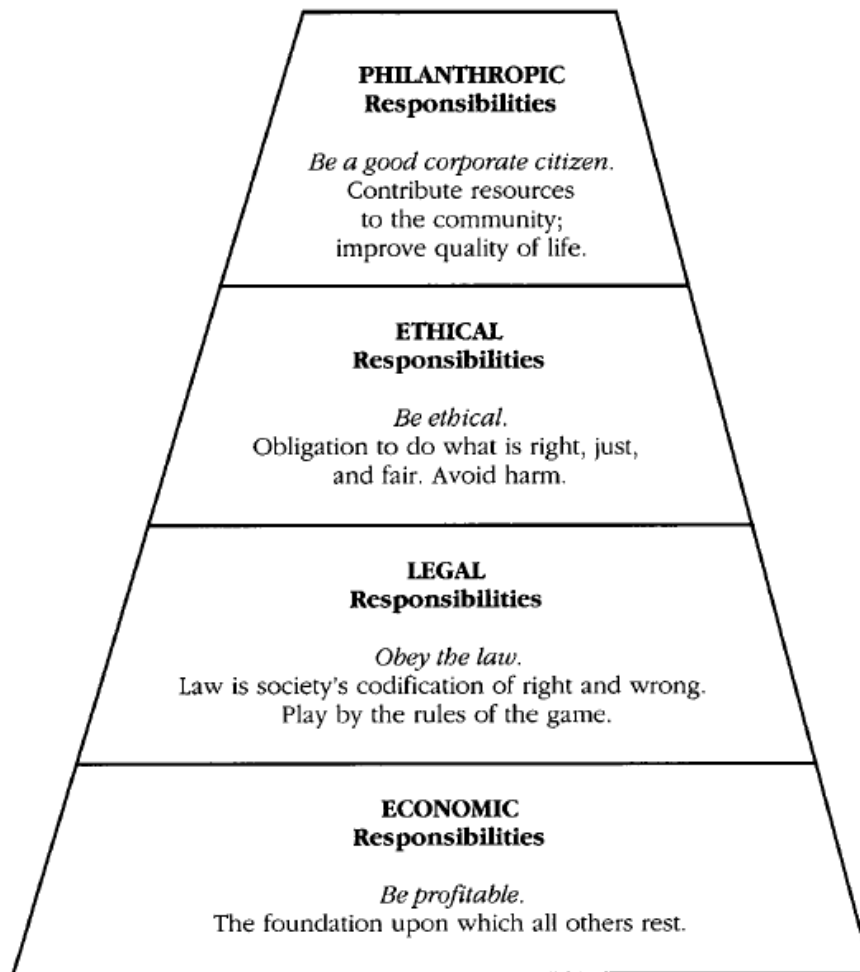 PHILANTHROPIC
Responsibilities
Be a good corporate citizen.
Contribute resources
to the community;
improve quality of life.
ETHICAL
Responsibilities
Be ethical.
Obligation to do what is right, just,
and fair. Avoid harm.
LEGAL
Responsibilities
Obey the law.
Law is society's codification of right and wrong.
Play by the rules of the game.
ECONOMIC
Responsibilities
Be profitable.
The foundation upon which all others rest.